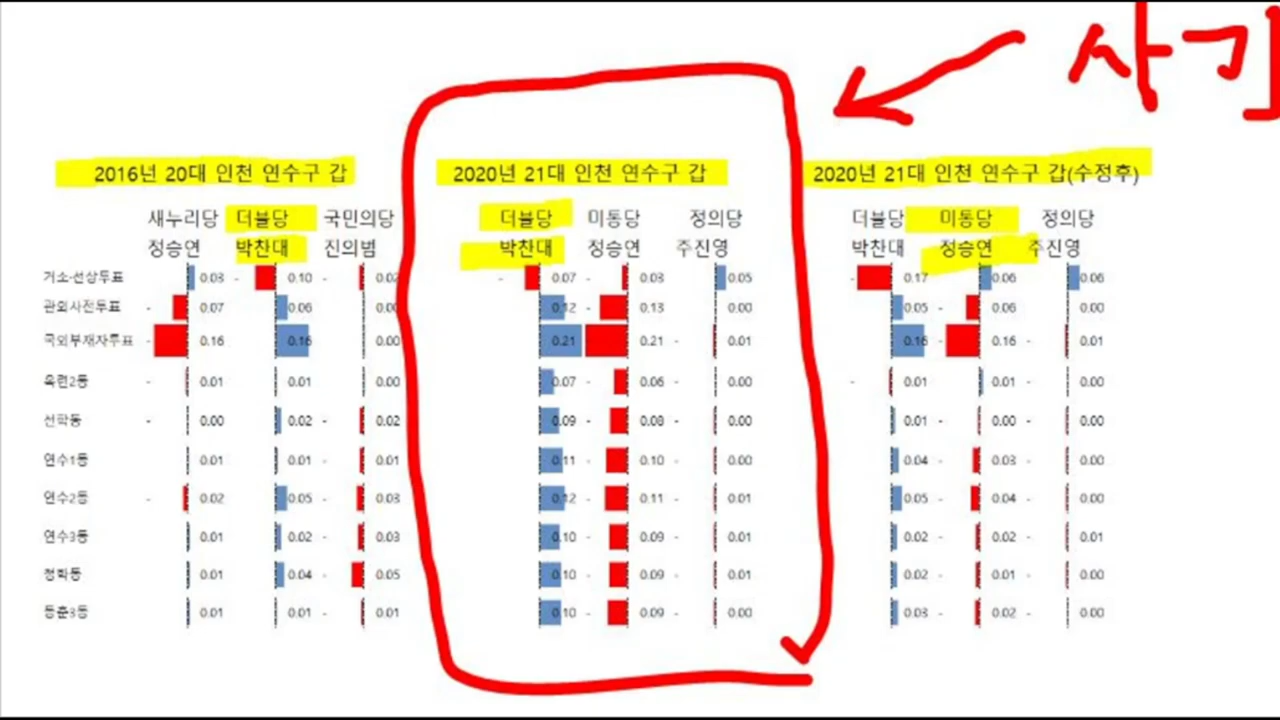 사기
2016년 20대 인천 연수구 갑 2020년 21대 인천 연수구 갑 2020년 21대 인천 연수구 갑(수정후)
새누리당 더블당 국민의당 더블당 미통당 정의당 더블당 미통당 정의당
정승연 박찬대 진의범 박찬대 정승연 주진영 박찬대 정승연 주진영
거소·선상투표 0.03 - 0.10 0.02 - 0.07 0.03 0.05 0.17 0.06 0.06
관외사전투표 - 0.07 0.06 0.00 0.12 - 0.13 0.00 0.05 - 0.06 0.00
국외부재자투표 - 0.16 0.16 0.00 0.21 0.21 - 0.01 0.16 - 0.16 - 0.01
옥련2동 - 0.01 0.01 0.00 0.07 - 0.06 0.00 - 0.01 0.01 0.00
선학동 - 0.00 0.02 - 0.02 0.09 - 0.08 - 0.00 0.01 - 0.00 - 0.00
연수1동 0.01 0.01 - 0.01 0.11 - 0.10 - 0.00 0.04 - 0.03 - 0.00
연수2동 - 0.02 0.05 - 0.03 0.12 - 0.11 - 0.01 0.05 - 0.04 - 0.00
연수3동 0.01 0.02 - 0.03 0.10 - 0.09 - 0.01 0.02 - 0.02 - 0.01
청학동 0.01 0.04 - 0.05 0.10 - 0.09 - 0.01 0.02 - 0.01 - 0.00
동춘3동 0.01 0.01 - 0.01 0.10 - 0.09 - 0.00 0.03 - 0.02 - 0.00